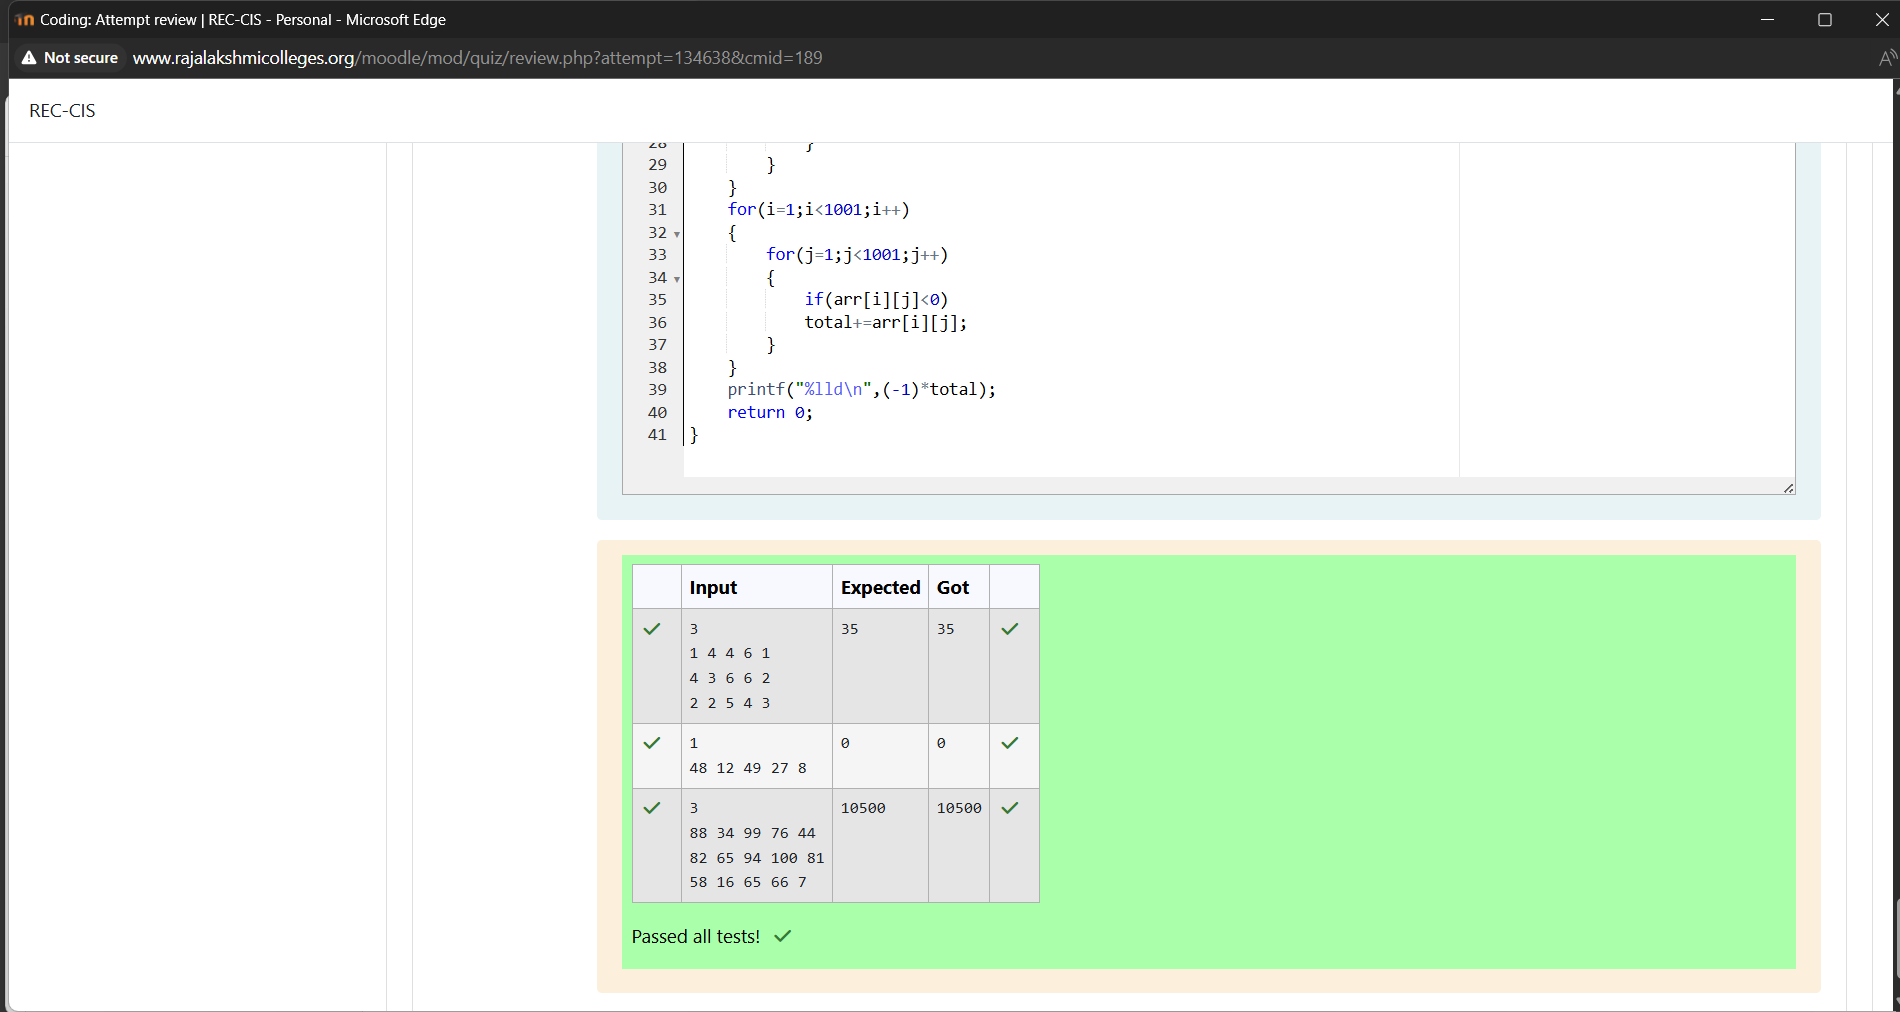 Coding: Attempt review | REC-CIS - Personal - Microsoft Edge
Not secure www.rajalakshmicolleges.org/moodle/mod/quiz/review.php?attempt=134638&cmid=189
REC-CIS
28 }
29 }
30 }
31 for(i=1;i<1001;i++)
32 {
33 for(j=1;j<1001;j++)
34 {
35 if(arr[i][j]<0)
36 total+=arr[i][j];
37 }
38 }
39 printf("%lld\n",(-1)*total);
40 return 0;
41 }
Input Expected Got
3 35 35
1 4 4 6 1
4 3 6 6 2
2 2 5 4 3
1 0 0
48 12 49 27 8
3 10500 10500
88 34 99 76 44
82 65 94 100 81
58 16 65 66 7
Passed all tests!